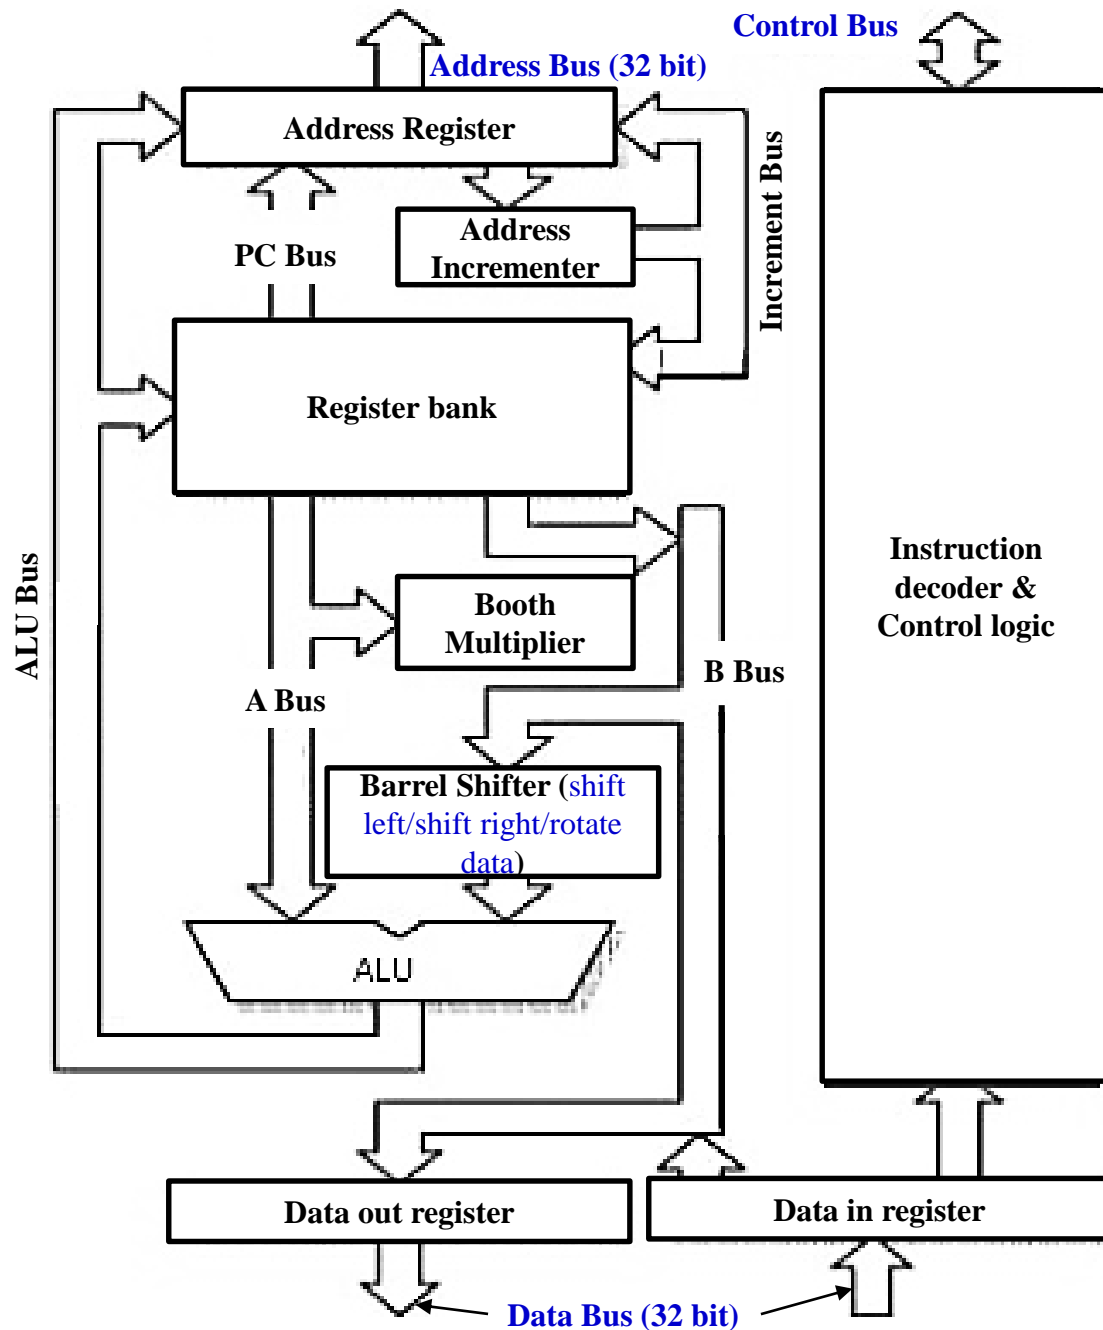 Control Bus
Address Bus (32 bit)
Address Register
Address
Incrementer
Increment Bus
PC Bus
Register bank
ALU Bus
Instruction
decoder &
Control logic
Booth
Multiplier
A Bus
B Bus
Barrel Shifter (shift
left/shift right/rotate
data)
ALU
Data out register
Data in register
Data Bus (32 bit)